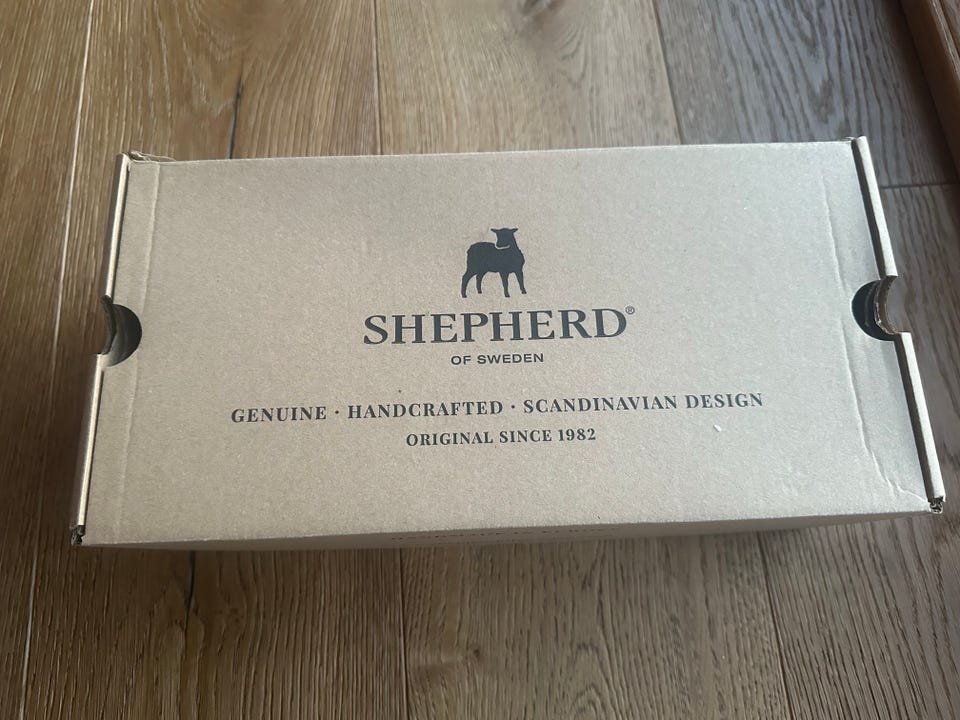 SHEPHERD®
OF SWEDEN
GENUINE · HANDCRAFTED · SCANDINAVIAN DESIGN
ORIGINAL SINCE 1982